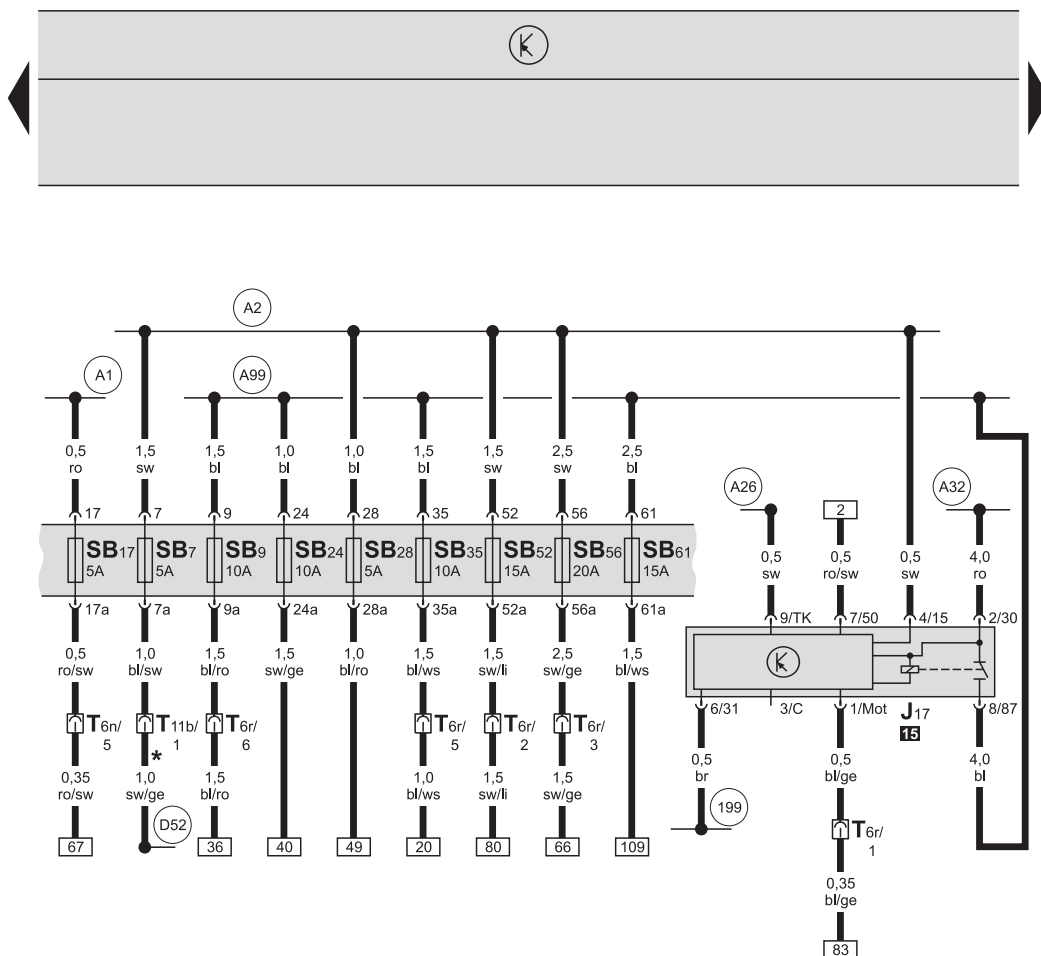 A2
A1
A99
0,5 1,5 1,5 1,0 1,0 1,5 1,5 2,5 2,5
ro sw bl bl bl bl sw sw bl
A26
2
A32
17 7 9 24 28 35 52 56 61
SB17 SB7 SB9 SB24 SB28 SB35 SB52 SB56 SB61
5A 5A 10A 10A 5A 10A 15A 20A 15A
0,5 0,5 0,5 4,0
sw ro/sw sw ro
17a 7a 9a 24a 28a 35a 52a 56a 61a
9/TK 7/50 4/15 2/30
0,5 1,0 1,5 1,5 1,0 1,5 1,5 2,5 1,5
ro/sw bl/sw bl/ro sw/ge bl/ro bl/ws sw/li sw/ge bl/ws
6/31 3/C 1/Mot J17 8/87
15
T6n/ T11b/ T6r/ T6r/ T6r/ T6r/
5 1 6 5 2 3
*
0,5 0,5 4,0
br bl/ge bl
0,35 1,0 1,5 1,0 1,5 1,5
ro/sw sw/ge bl/ro bl/ws sw/li sw/ge
199
D52
T6r/
1
67 36 40 49 20 80 66 109
0,35
bl/ge
83